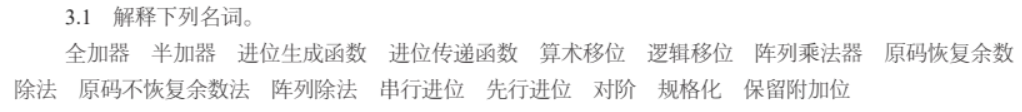 3.1 解释下列名词。
全加器 半加器 进位生成函数 进位传递函数 算术移位 逻辑移位 阵列乘法器 原码恢复余数
除法 原码不恢复余数法 阵列除法 串行进位 先行进位 对阶 规格化 保留附加位